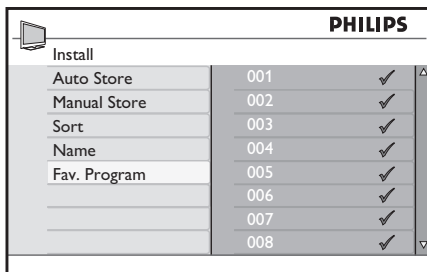 PHILIPS
Install
Auto Store 001 ✓
Manual Store 002 ✓
Sort 003 ✓
Name 004 ✓
Fav. Program 005 ✓
006 ✓
007 ✓
008 ✓